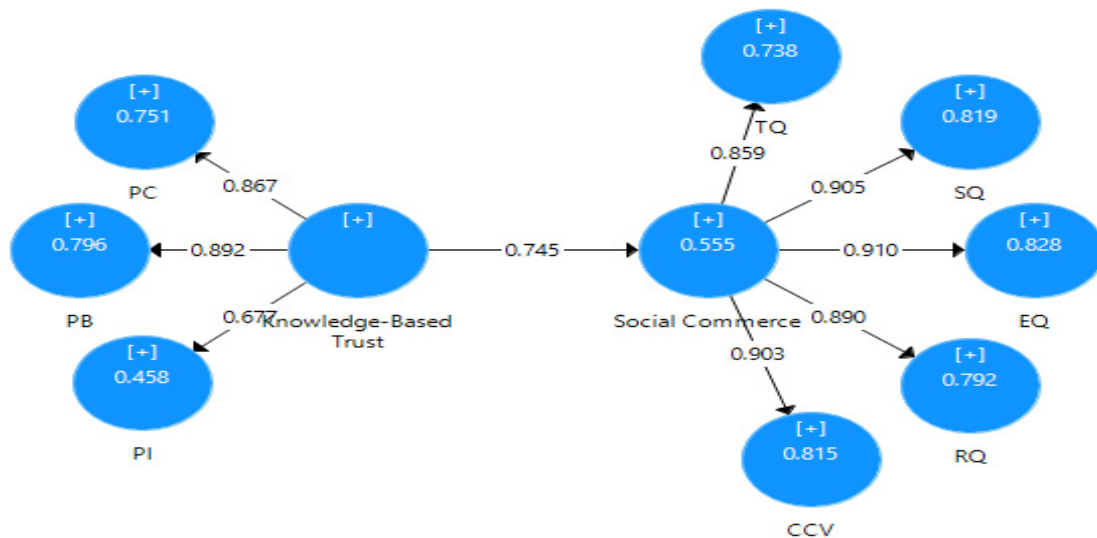 [+]
0.738
TQ
[+]
0.751
PC
[+]
0.819
SQ
0.859
0.867
0.905
[+]
0.796
PB
0.892
[+]
Knowledge-Based
Trust
0.745
[+]
0.555
Social Commerce
0.910
[+]
0.828
EQ
0.677
0.890
0.903
[+]
0.458
PI
[+]
0.792
RQ
[+]
0.815
CCV